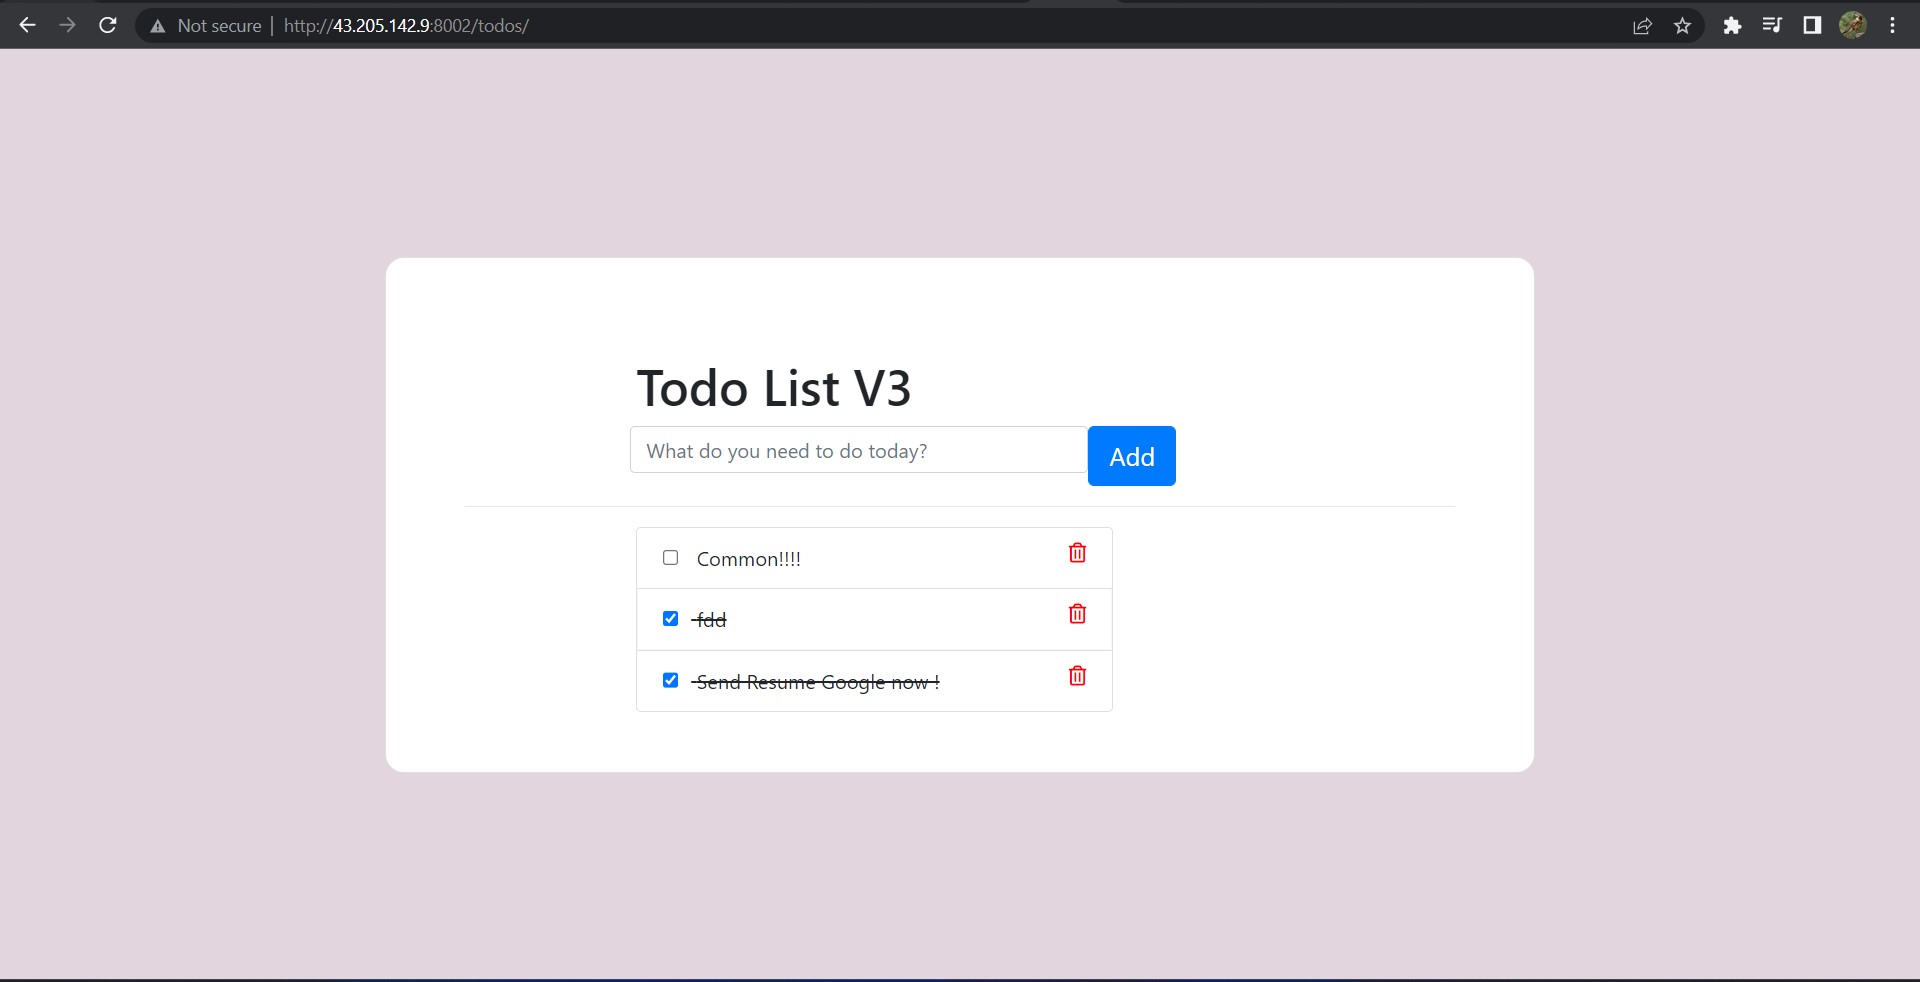 Not secure | http://43.205.142.9:8002/todos/
Todo List V3
What do you need to do today?
Add
Common!!!!
fdd
Send Resume Google now !